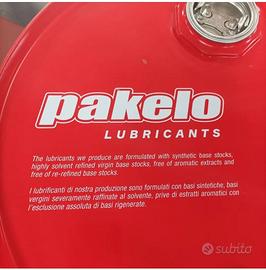 pakelo
LUBRICANTS
The lubricants we produce are formulated with synthetic base stocks,
highly solvent refined virgin base stocks, free of aromatic extracts and
free of re-refined base stocks.
I lubrificanti di nostra produzione sono formulati con basi sintetiche, basi
vergini severamente raffinate al solvente, prive di estratti aromatici con
l'esclusione assoluta di basi rigenerate.
subito